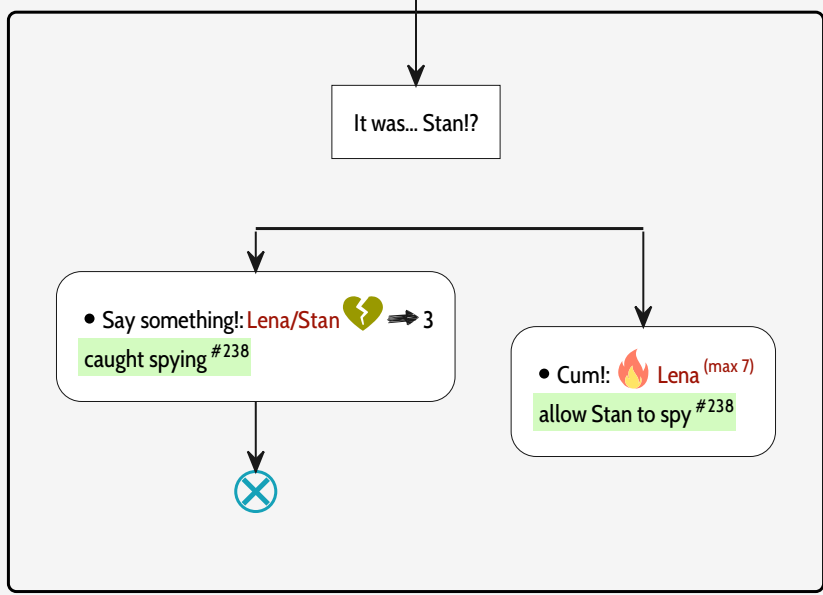 It was... Stan!?
• Say something!: Lena/Stan 3
caught spying #238
• Cum!: Lena (max 7)
allow Stan to spy #238